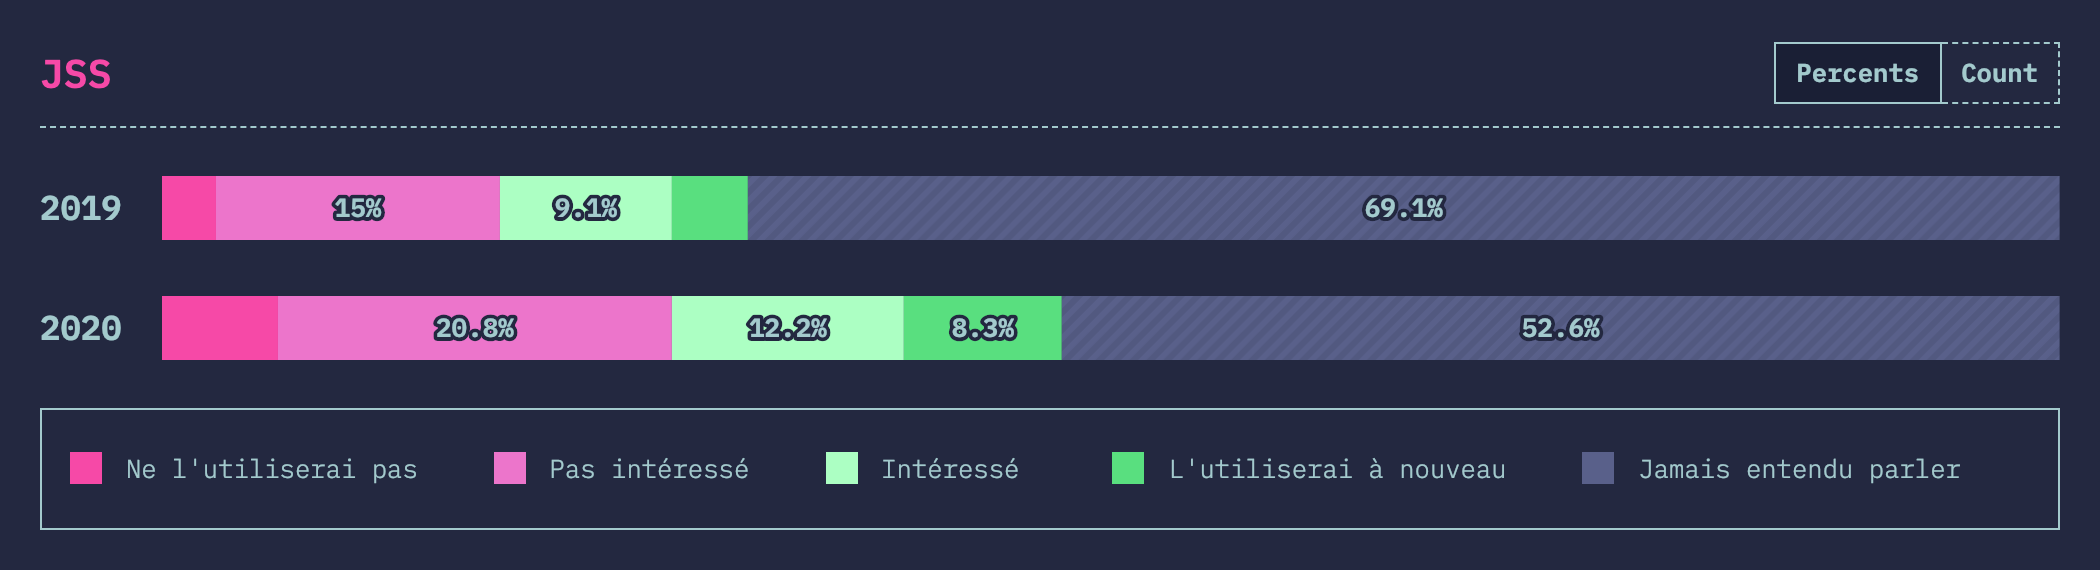 JSS
Percents Count
2019 15% 9.1% 69.1%
2020 20.8% 12.2% 8.3% 52.6%
Ne l'utiliserai pas Pas intéressé Intéressé L'utiliserai à nouveau Jamais entendu parler